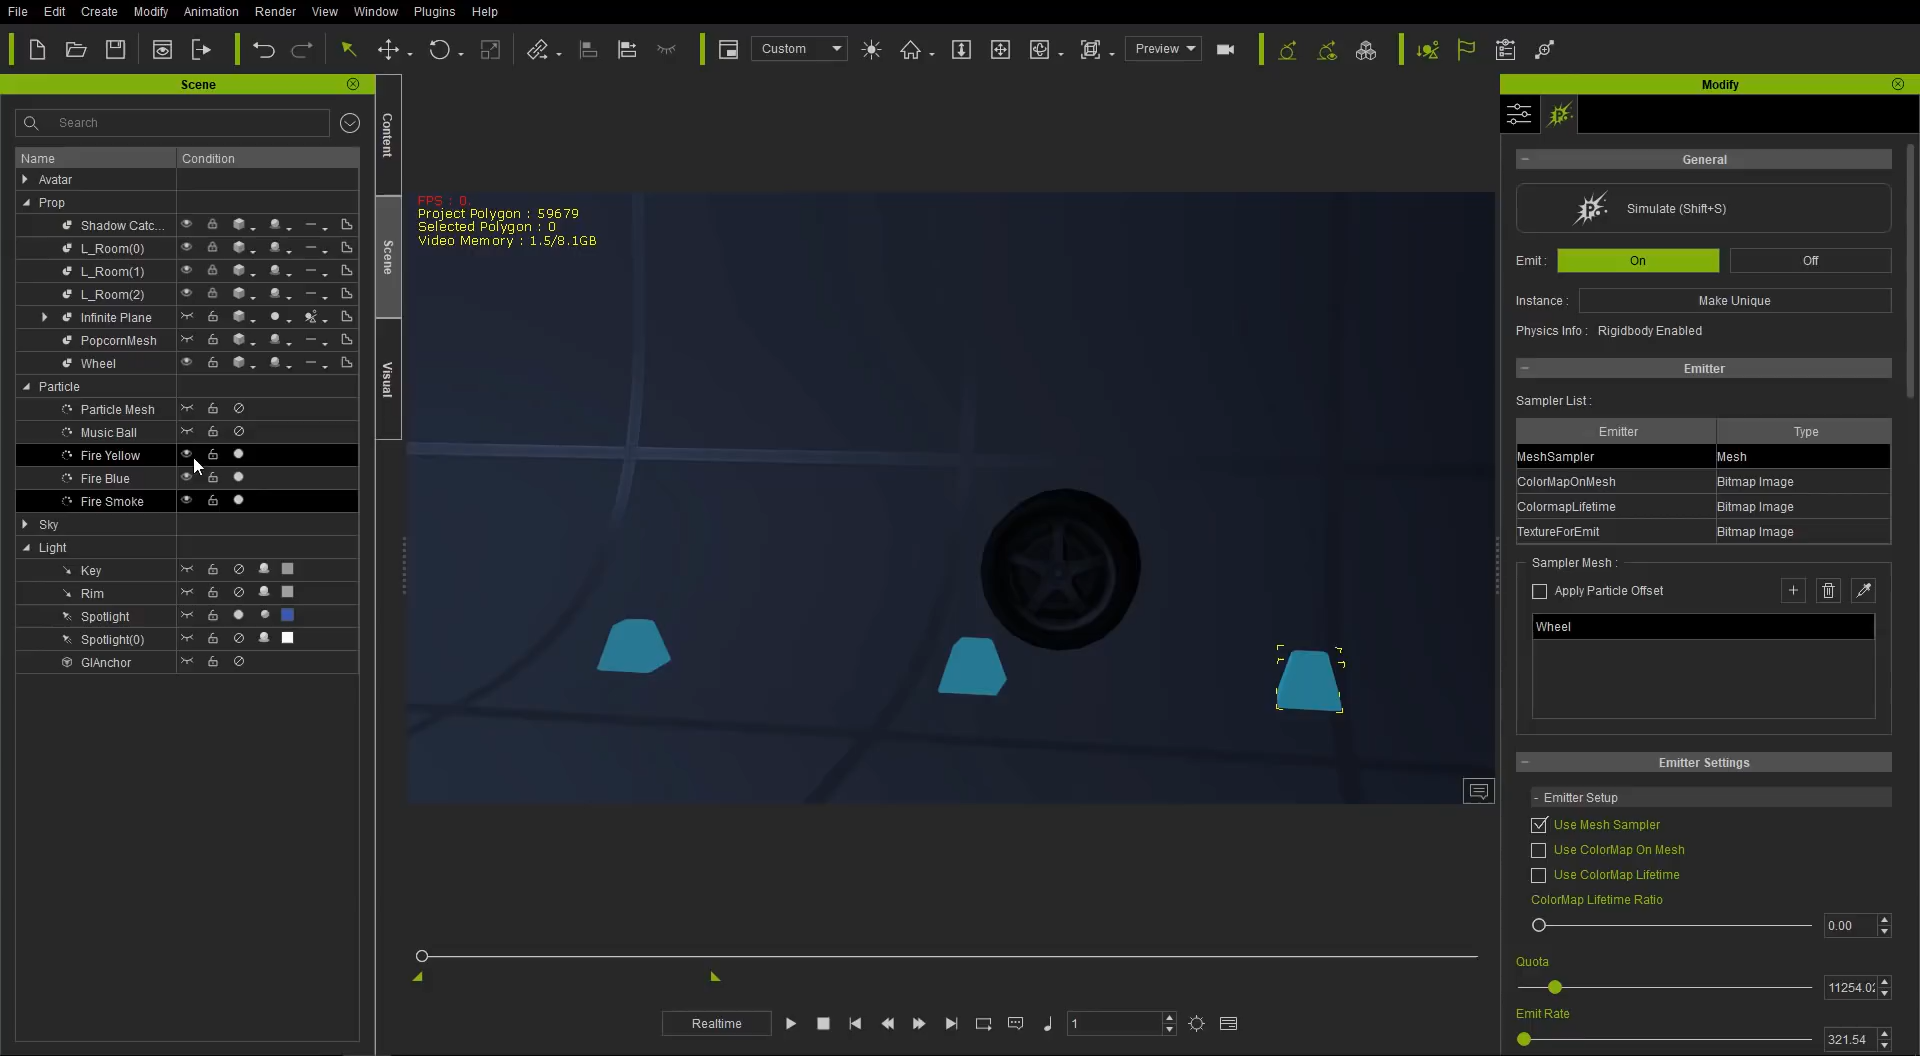 File Edit Create Modify Animation Render View Window Plugins Help
Custom Preview
Scene
Search
Name Condition
Avatar
Prop
Shadow Catc...
L_Room(0)
L_Room(1)
L_Room(2)
Infinite Plane
PopcornMesh
Wheel
Particle
Particle Mesh
Music Ball
Fire Yellow
Fire Blue
Fire Smoke
Sky
Light
Key
Rim
Spotlight
Spotlight(0)
GIAnchor
Content
Scene
Visual
FPS : 0.
Project Polygon : 59679
Selected Polygon : 0
Video Memory : 1.5/8.1GB
Realtime 1
Modify
General
Simulate (Shift+S)
Emit : On Off
Instance : Make Unique
Physics Info : Rigidbody Enabled
Emitter
Sampler List :
Emitter Type
MeshSampler Mesh
ColorMapOnMesh Bitmap Image
ColormapLifetime Bitmap Image
TextureForEmit Bitmap Image
Sampler Mesh :
Apply Particle Offset
Wheel
Emitter Settings
- Emitter Setup
Use Mesh Sampler
Use ColorMap On Mesh
Use ColorMap Lifetime
ColorMap Lifetime Ratio
0.00
Quota
11254.02
Emit Rate
321.54